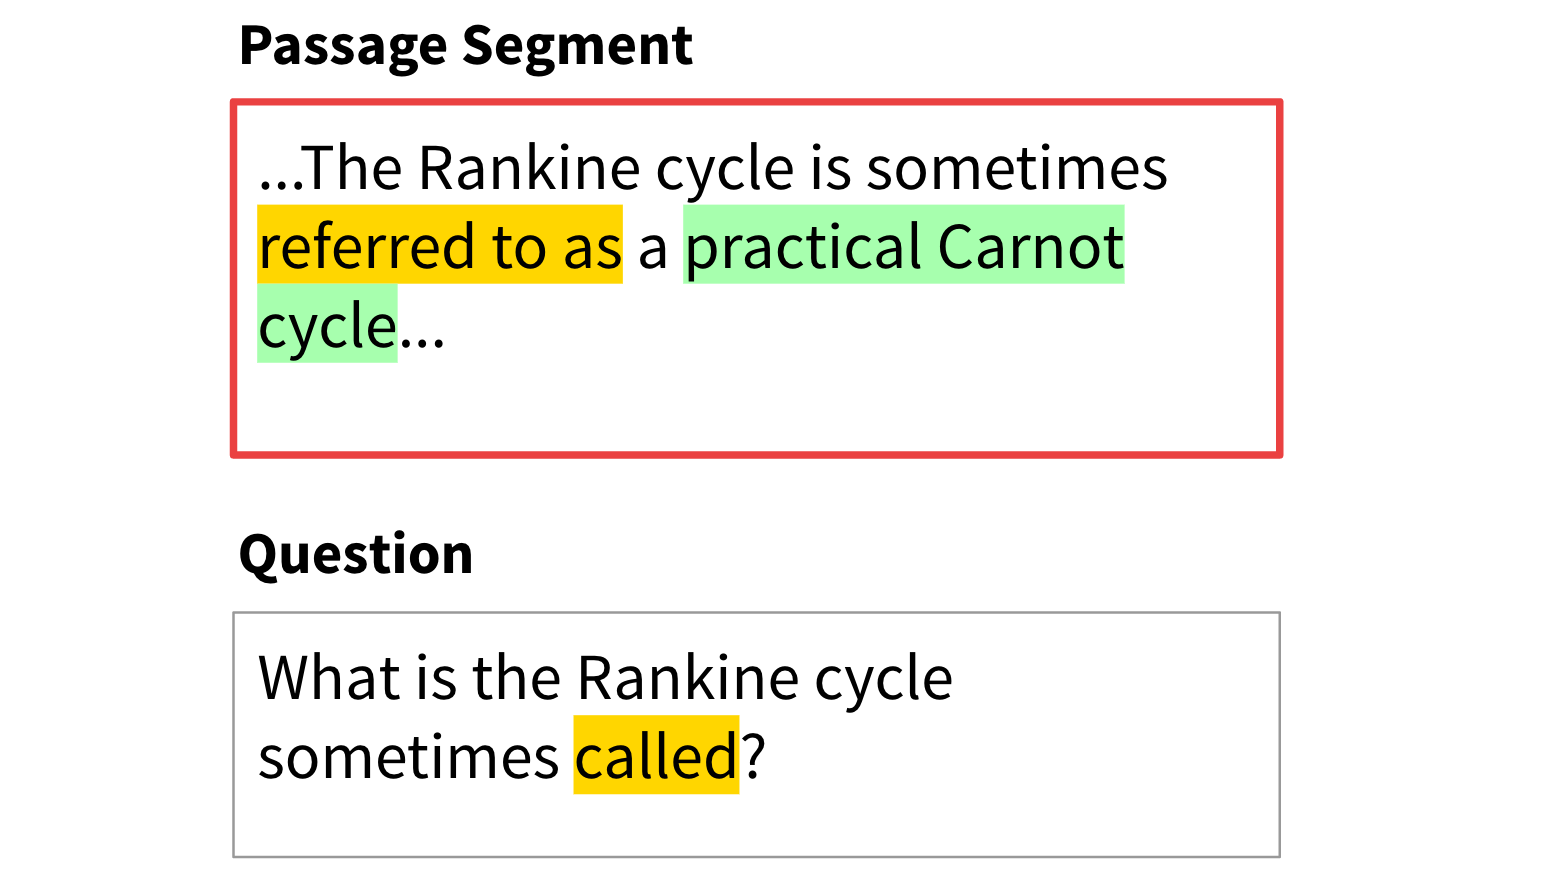 Passage Segment
...The Rankine cycle is sometimes
referred to as a practical Carnot
cycle...
Question
What is the Rankine cycle
sometimes called?